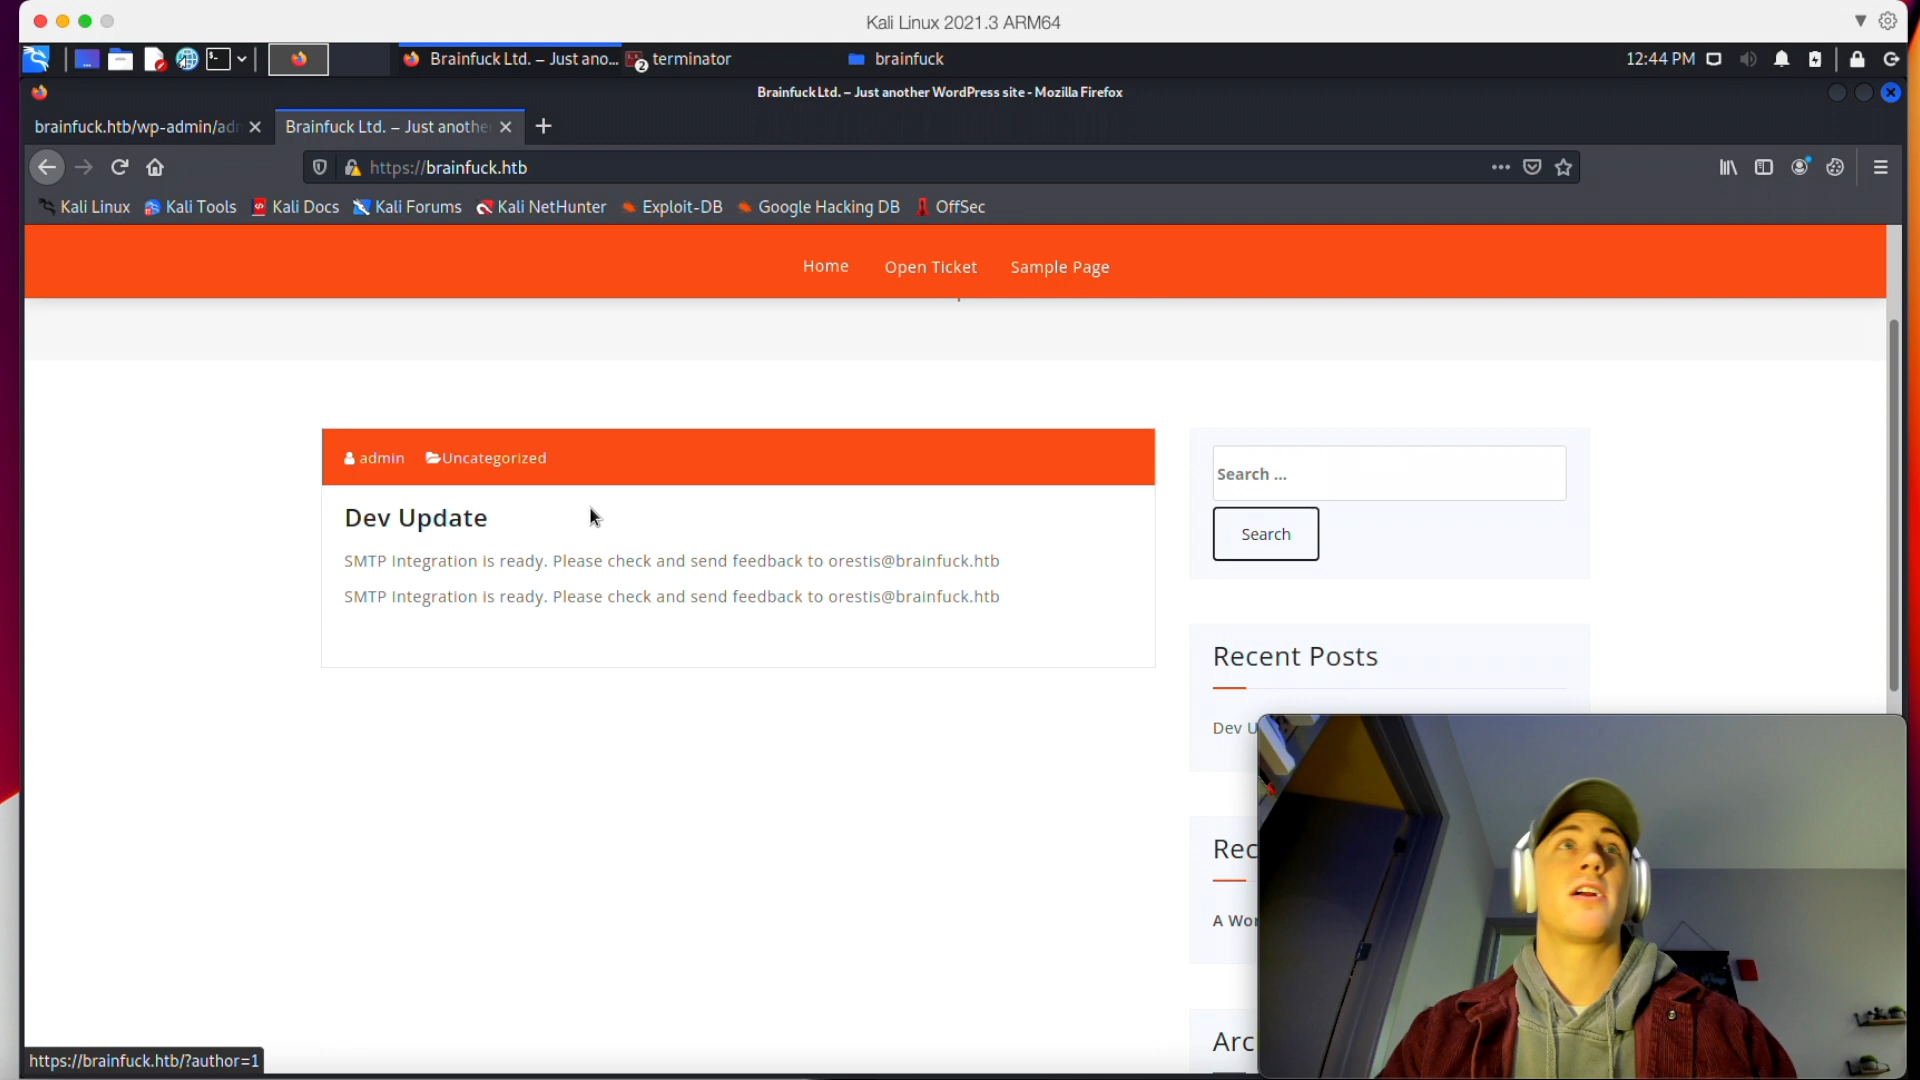 Kali Linux 2021.3 ARM64
Brainfuck Ltd. – Just ano...
2 terminator
brainfuck
12:44 PM
Brainfuck Ltd. – Just another WordPress site - Mozilla Firefox
brainfuck.htb/wp-admin/adr
Brainfuck Ltd. – Just anothe
https://brainfuck.htb
Kali Linux
Kali Tools
Kali Docs
Kali Forums
Kali NetHunter
Exploit-DB
Google Hacking DB
OffSec
Home
Open Ticket
Sample Page
admin
Uncategorized
Dev Update
SMTP Integration is ready. Please check and send feedback to orestis@brainfuck.htb
SMTP Integration is ready. Please check and send feedback to orestis@brainfuck.htb
Search ...
Search
Recent Posts
Dev U
Rec
A Wor
Arc
https://brainfuck.htb/?author=1